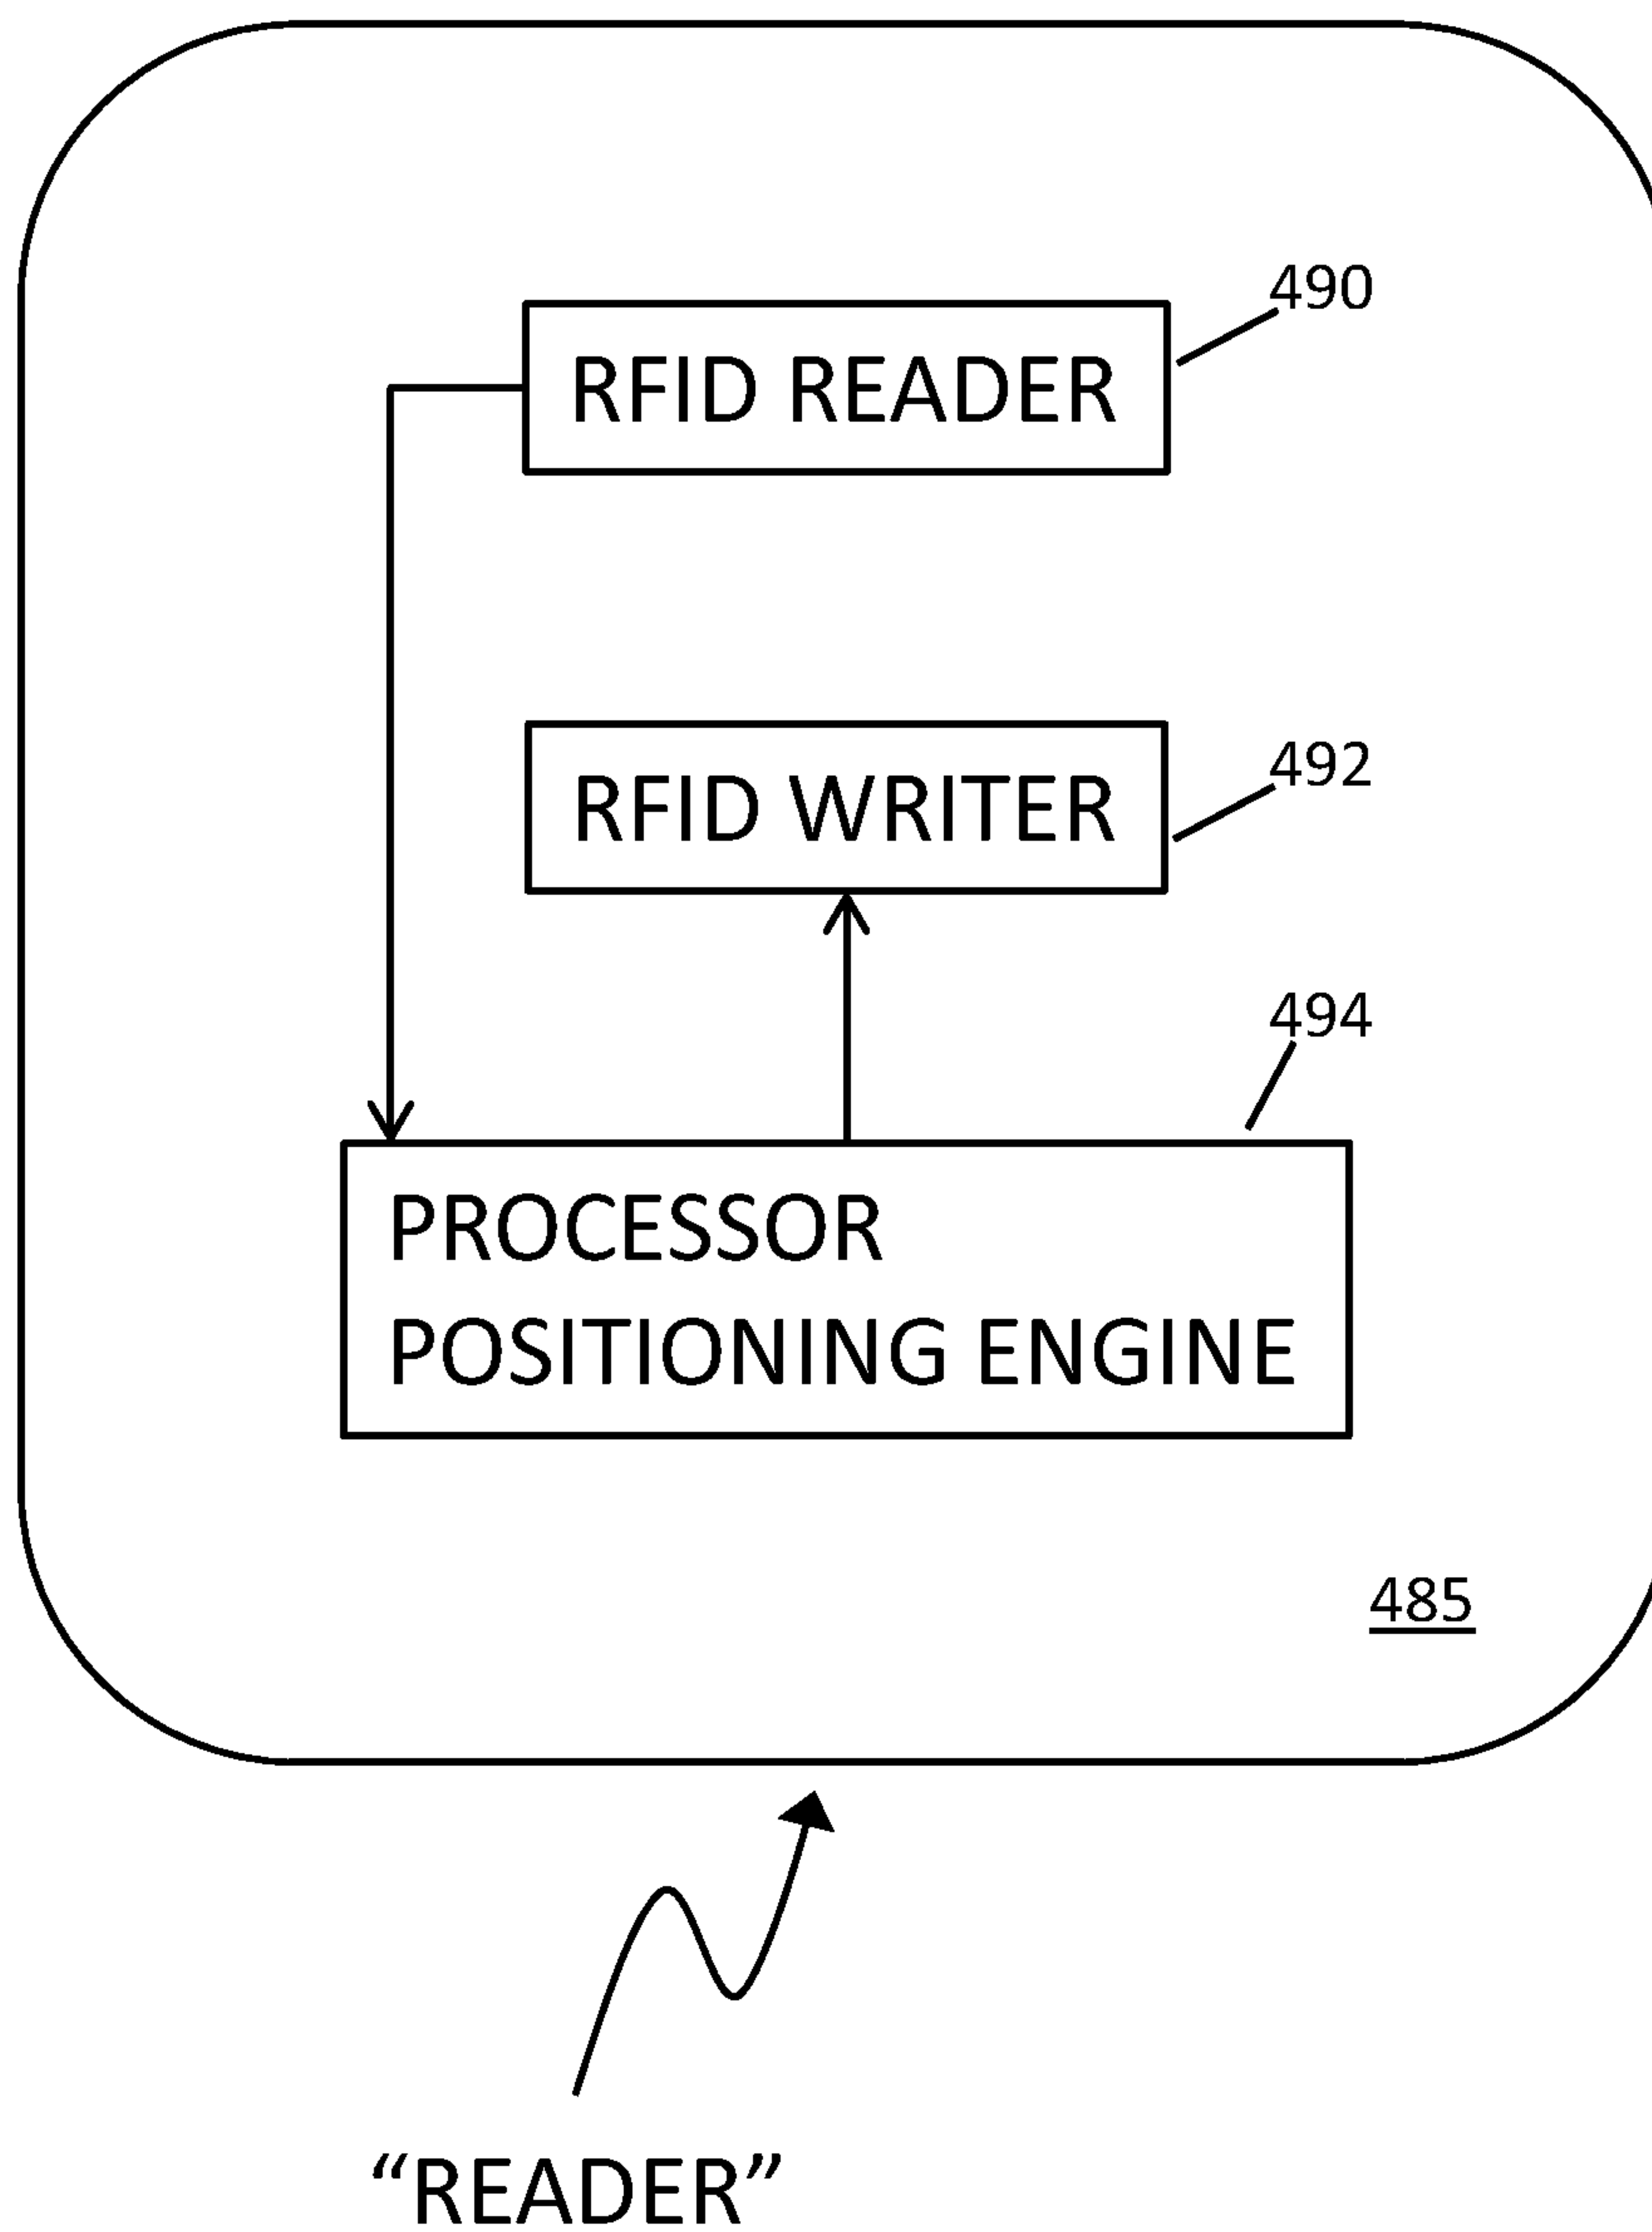 490
RFID READER
492
RFID WRITER
494
PROCESSOR
POSITIONING ENGINE
485
“READER”